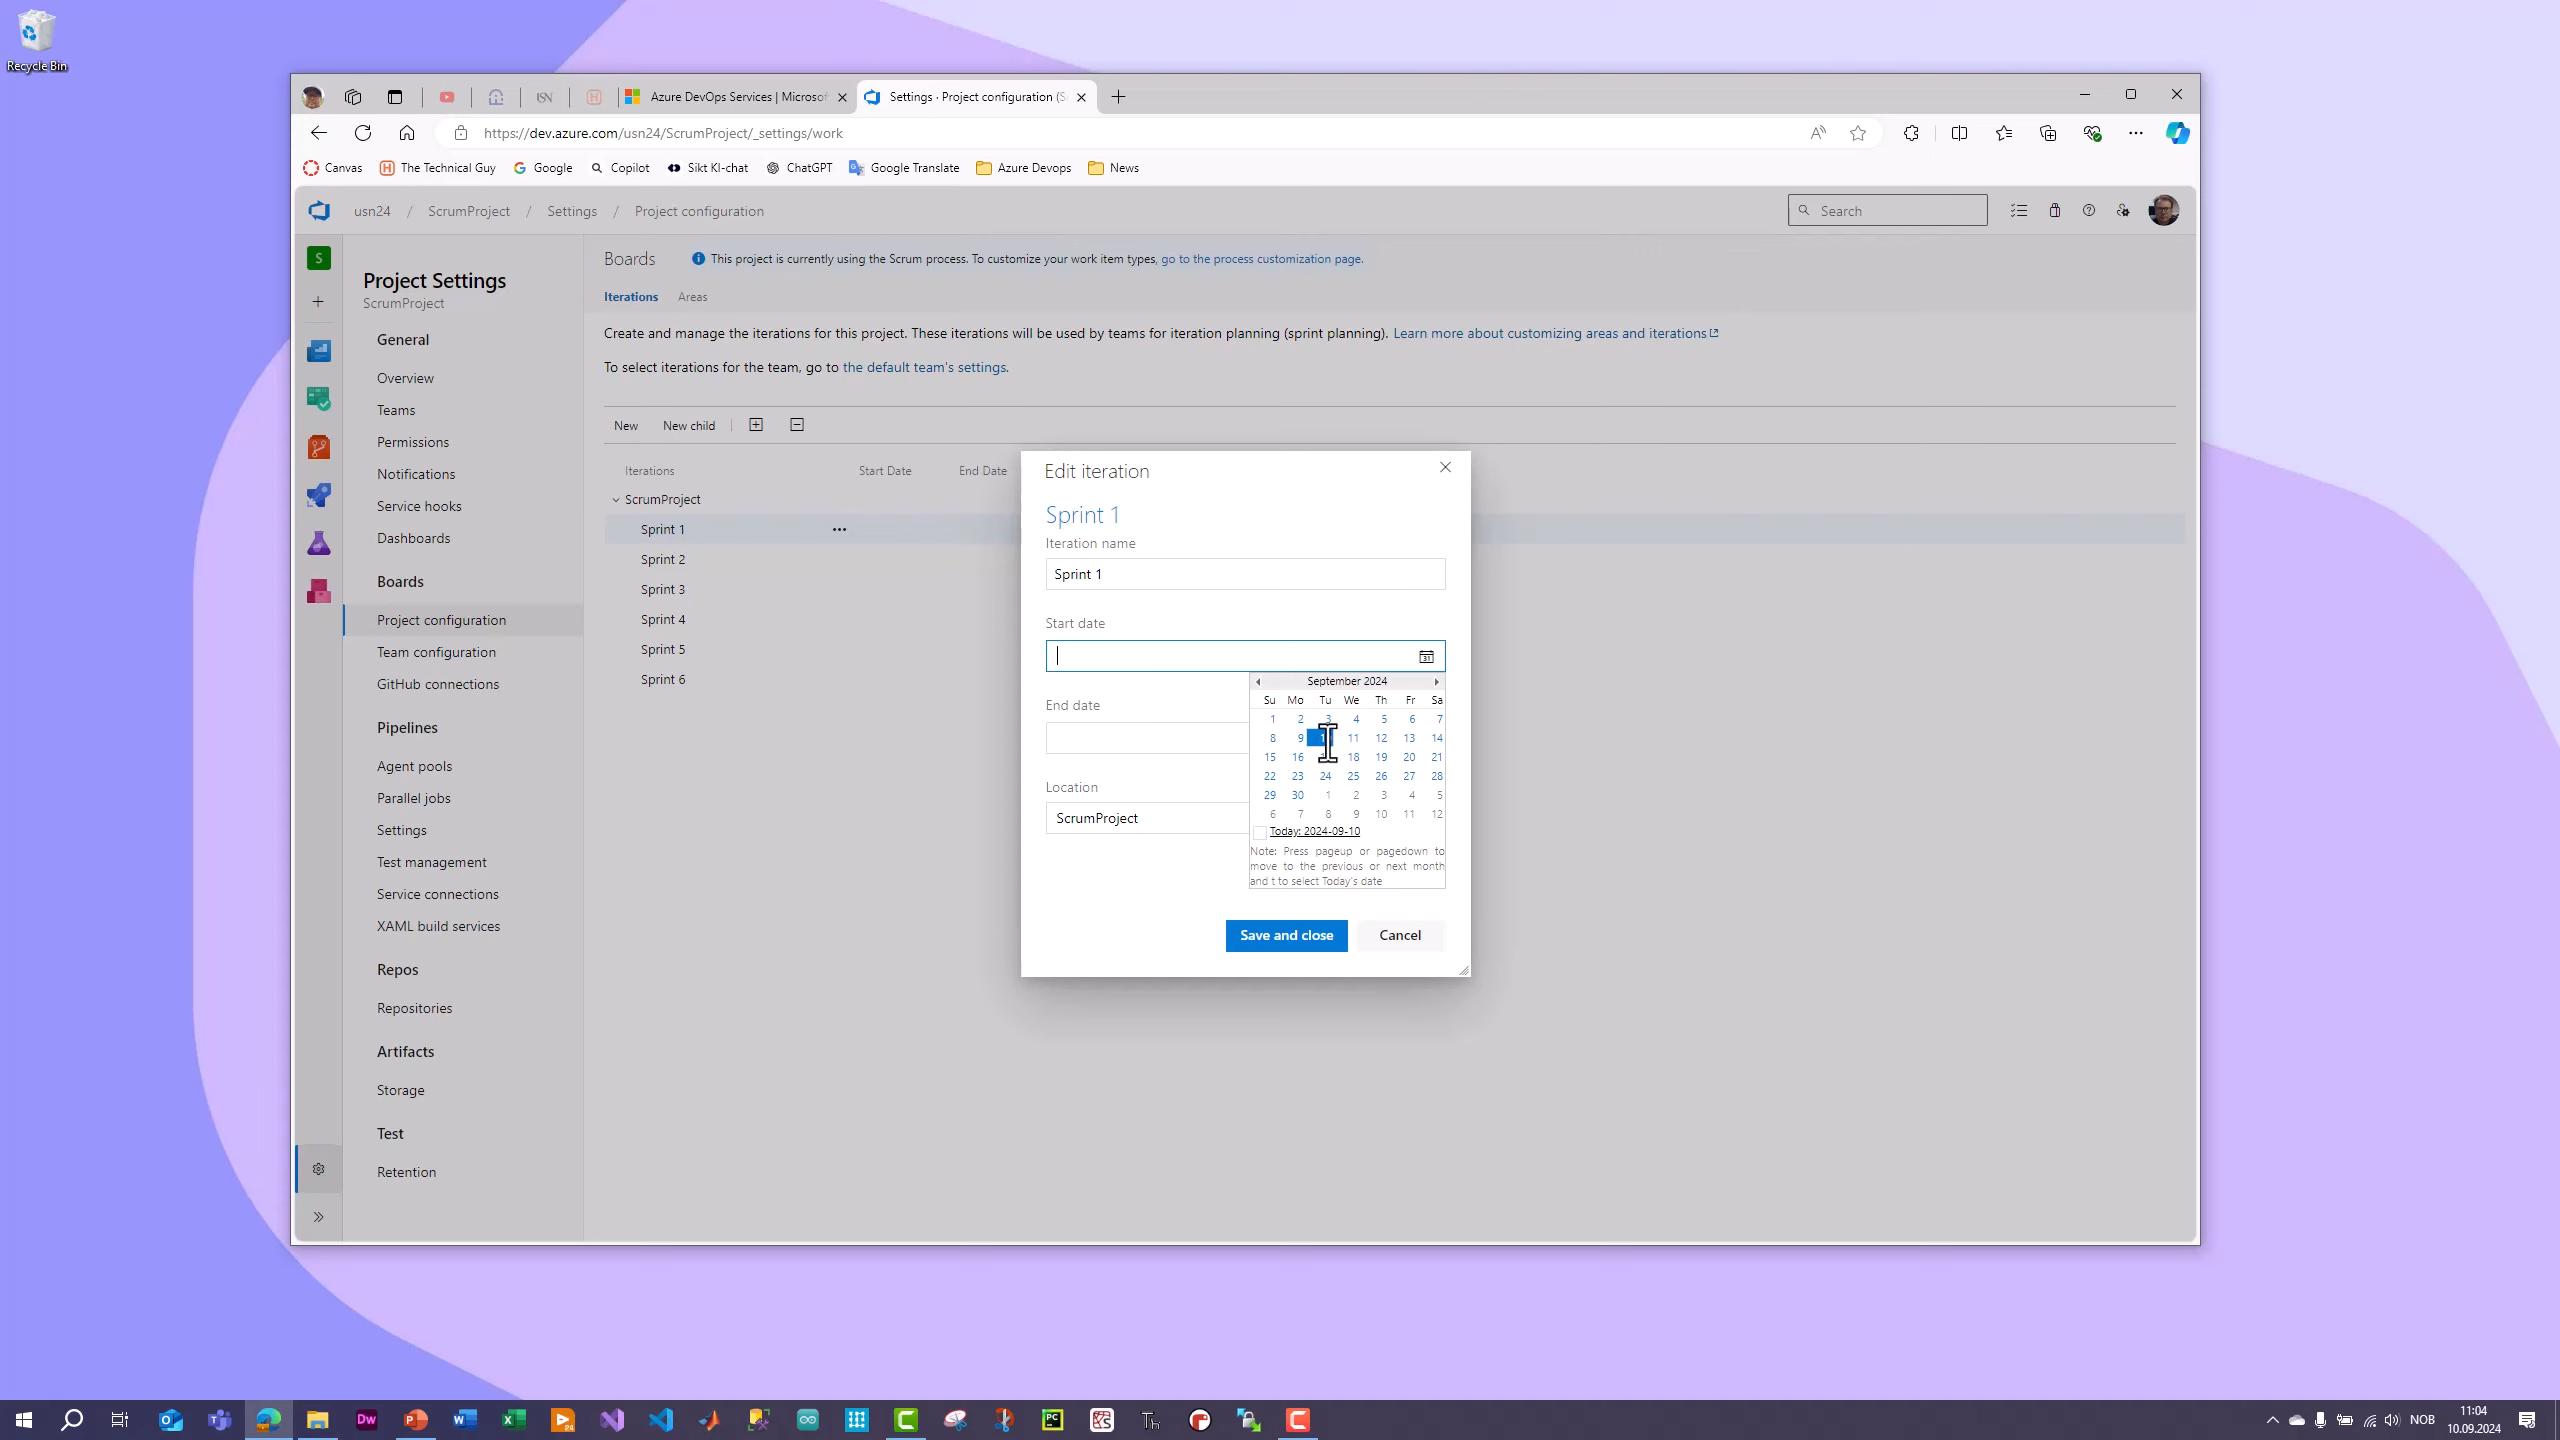 Recycle Bin
Azure DevOps Services | Microsof
Settings · Project configuration (S
https://dev.azure.com/usn24/ScrumProject/_settings/work
Canvas
The Technical Guy
Google
Copilot
Sikt KI-chat
ChatGPT
Google Translate
Azure Devops
News
usn24 / ScrumProject / Settings / Project configuration
Search
S
Project Settings
ScrumProject
General
Overview
Teams
Permissions
Notifications
Service hooks
Dashboards
Boards
Project configuration
Team configuration
GitHub connections
Pipelines
Agent pools
Parallel jobs
Settings
Test management
Service connections
XAML build services
Repos
Repositories
Artifacts
Storage
Test
Retention
Boards
This project is currently using the Scrum process. To customize your work item types, go to the process customization page.
Iterations Areas
Create and manage the iterations for this project. These iterations will be used by teams for iteration planning (sprint planning). Learn more about customizing areas and iterations
To select iterations for the team, go to the default team's settings.
New New child
Iterations Start Date End Date
ScrumProject
Sprint 1
Sprint 2
Sprint 3
Sprint 4
Sprint 5
Sprint 6
Edit iteration
Sprint 1
Iteration name
Sprint 1
Start date
End date
Location
ScrumProject
September 2024
Su Mo Tu We Th Fr Sa
1 2 3 4 5 6 7
8 9 11 12 13 14
15 16 18 19 20 21
22 23 24 25 26 27 28
29 30 1 2 3 4 5
6 7 8 9 10 11 12
Today: 2024-09-10
Note: Press pageup or pagedown to
move to the previous or next month
and t to select Today's date
Save and close
Cancel
NOB
11:04
10.09.2024